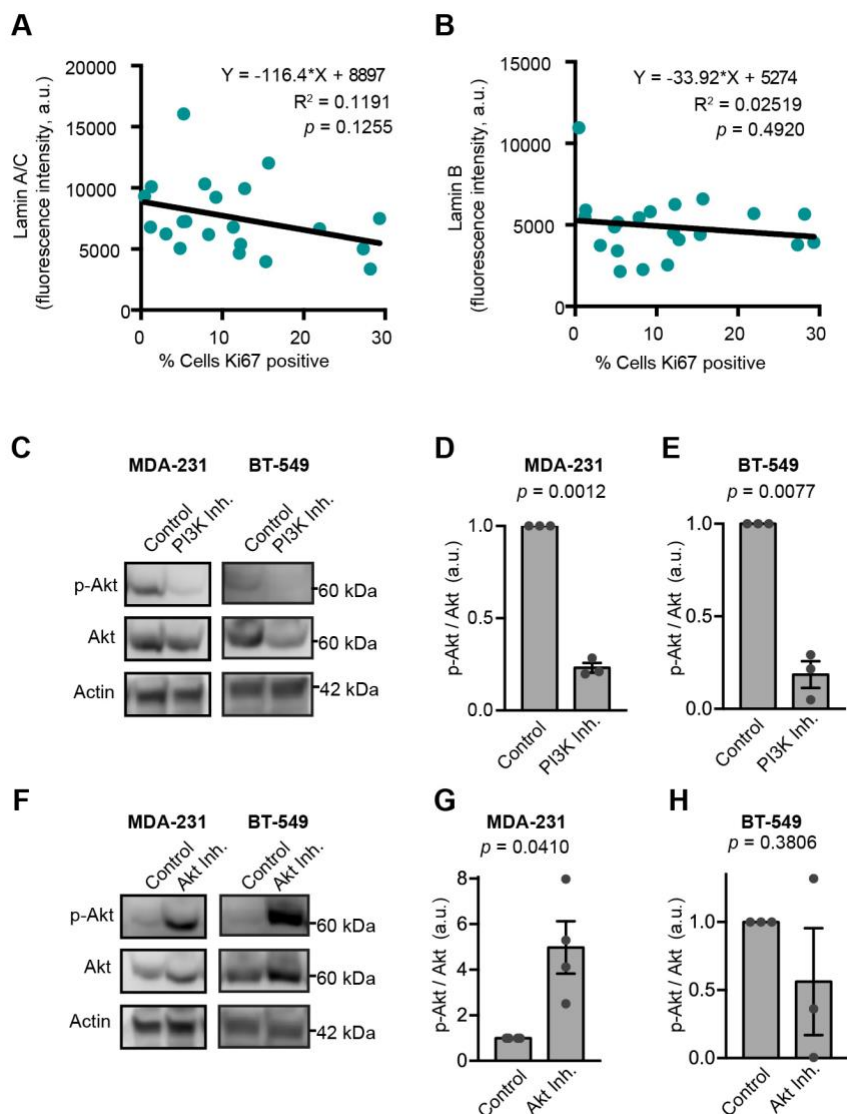 A
Y = -116.4*X + 8897
R² = 0.1191
p = 0.1255
Lamin A/C
(fluorescence intensity, a.u.)
20000
15000
10000
5000
0
0 10 20 30
% Cells Ki67 positive
B
Y = -33.92*X + 5274
R² = 0.02519
p = 0.4920
Lamin B
(fluorescence intensity, a.u.)
15000
10000
5000
0
0 10 20 30
% Cells Ki67 positive
C
MDA-231 BT-549
Control PI3K Inh. Control PI3K Inh.
p-Akt 60 kDa
Akt 60 kDa
Actin 42 kDa
D
MDA-231
p = 0.0012
p-Akt / Akt (a.u.)
1.0
0.5
0.0
Control PI3K Inh.
E
BT-549
p = 0.0077
p-Akt / Akt (a.u.)
1.0
0.5
0.0
Control PI3K Inh.
F
MDA-231 BT-549
Control Akt Inh. Control Akt Inh.
p-Akt 60 kDa
Akt 60 kDa
Actin 42 kDa
G
MDA-231
p = 0.0410
p-Akt / Akt (a.u.)
8
6
4
2
0
Control Akt Inh.
H
BT-549
p = 0.3806
p-Akt / Akt (a.u.)
1.0
0.5
0.0
Control Akt Inh.